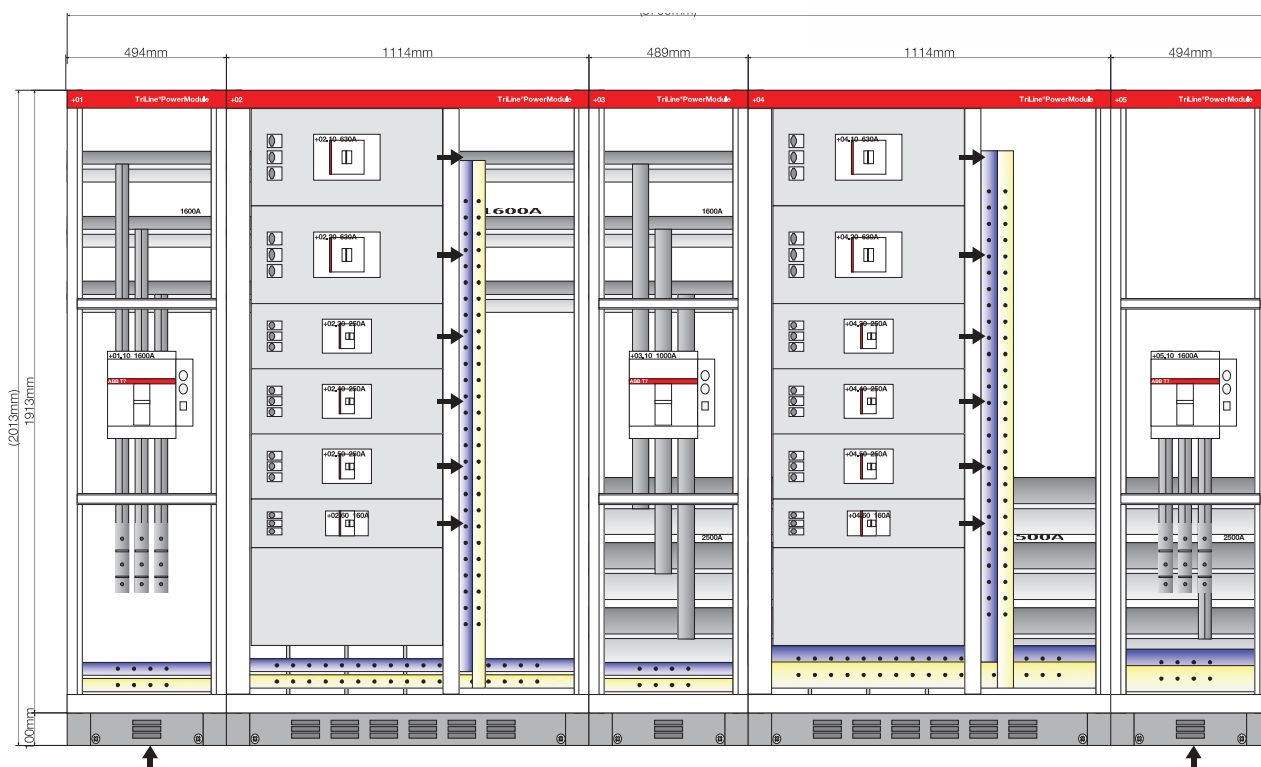 494mm 1114mm 489mm 1114mm 494mm
+01 TriLine®PowerModule +02 TriLine®PowerModule +03 TriLine®PowerModule +04 TriLine®PowerModule +05 TriLine®PowerModule
+02.10 630A +04.10 630A
1600A 1600A 1600A
+02.20 630A +04.20 630A
+02.30 250A +04.30 250A
+01.10 1600A +03.10 1000A +05.10 1600A
ABB T7 ABB T7 ABB T7
+02.40 250A +04.40 250A
(2013mm)
1913mm
+02.50 250A +04.50 250A
+02.60 160A +04.60 160A
2500A 500A 2500A
100mm